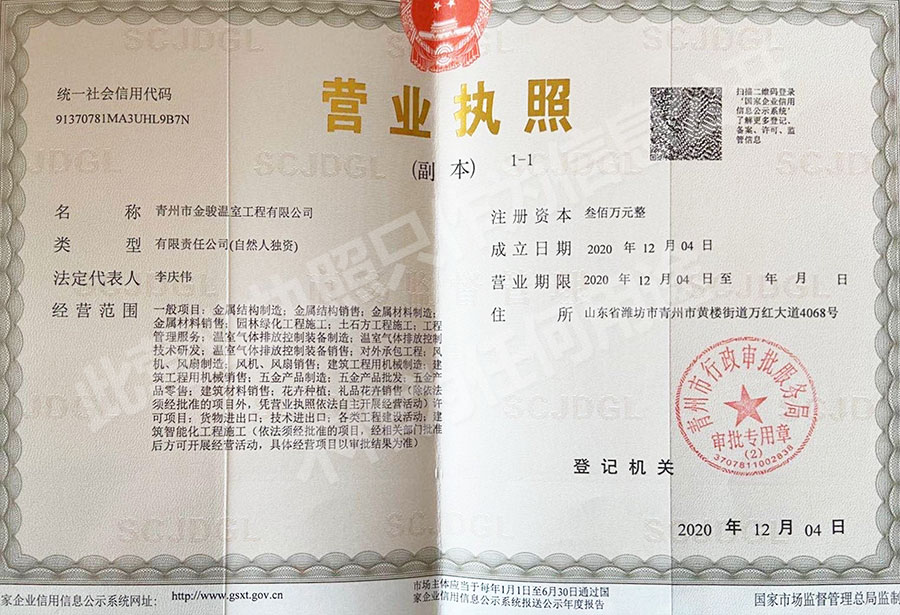 统一社会信用代码
91370781MA3UHL9B7N
营业执照
(副本)
1-1
扫描二维码登录
"国家企业信用
信息公示系统"
了解更多登记、
备案、许可、监
管信息
名称 青州市金骏温室工程有限公司
类型 有限责任公司(自然人独资)
法定代表人 李庆伟
经营范围 一般项目：金属结构制造；金属结构销售；金属材料制造；
金属材料销售；园林绿化工程施工；土石方工程施工；工程
管理服务；温室气体排放控制装备制造；温室气体排放控制
技术研发；温室气体排放控制装备销售；对外承包工程；风
机、风扇制造；风机、风扇销售；建筑工程用机械制造；建
筑工程用机械销售；五金产品制造；五金产品批发；五金产
品零售；建筑材料销售；花卉种植；礼品花卉销售（除依法
须经批准的项目外，凭营业执照依法自主开展经营活动）许
可项目：货物进出口；技术进出口；各类工程建设活动；建
筑智能化工程施工（依法须经批准的项目，经相关部门批准
后方可开展经营活动，具体经营项目以审批结果为准）
注册资本 叁佰万元整
成立日期 2020 年 12 月 04 日
营业期限 2020 年 12 月 04 日至 年 月 日
住所 山东省潍坊市青州市黄楼街道万红大道4068号
登记机关
青州市行政审批服务局
审批专用章
(2)
3707811002838
2020 年 12 月 04 日
家企业信用信息公示系统网址：
http://www.gsxt.gov.cn
市场主体应当于每年1月1日至6月30日通过国
家企业信用信息公示系统报送公示年度报告
国家市场监督管理总局监制
SCJDGL
SCJDGL
SCJDGL
SCJDGL
SCJDGL